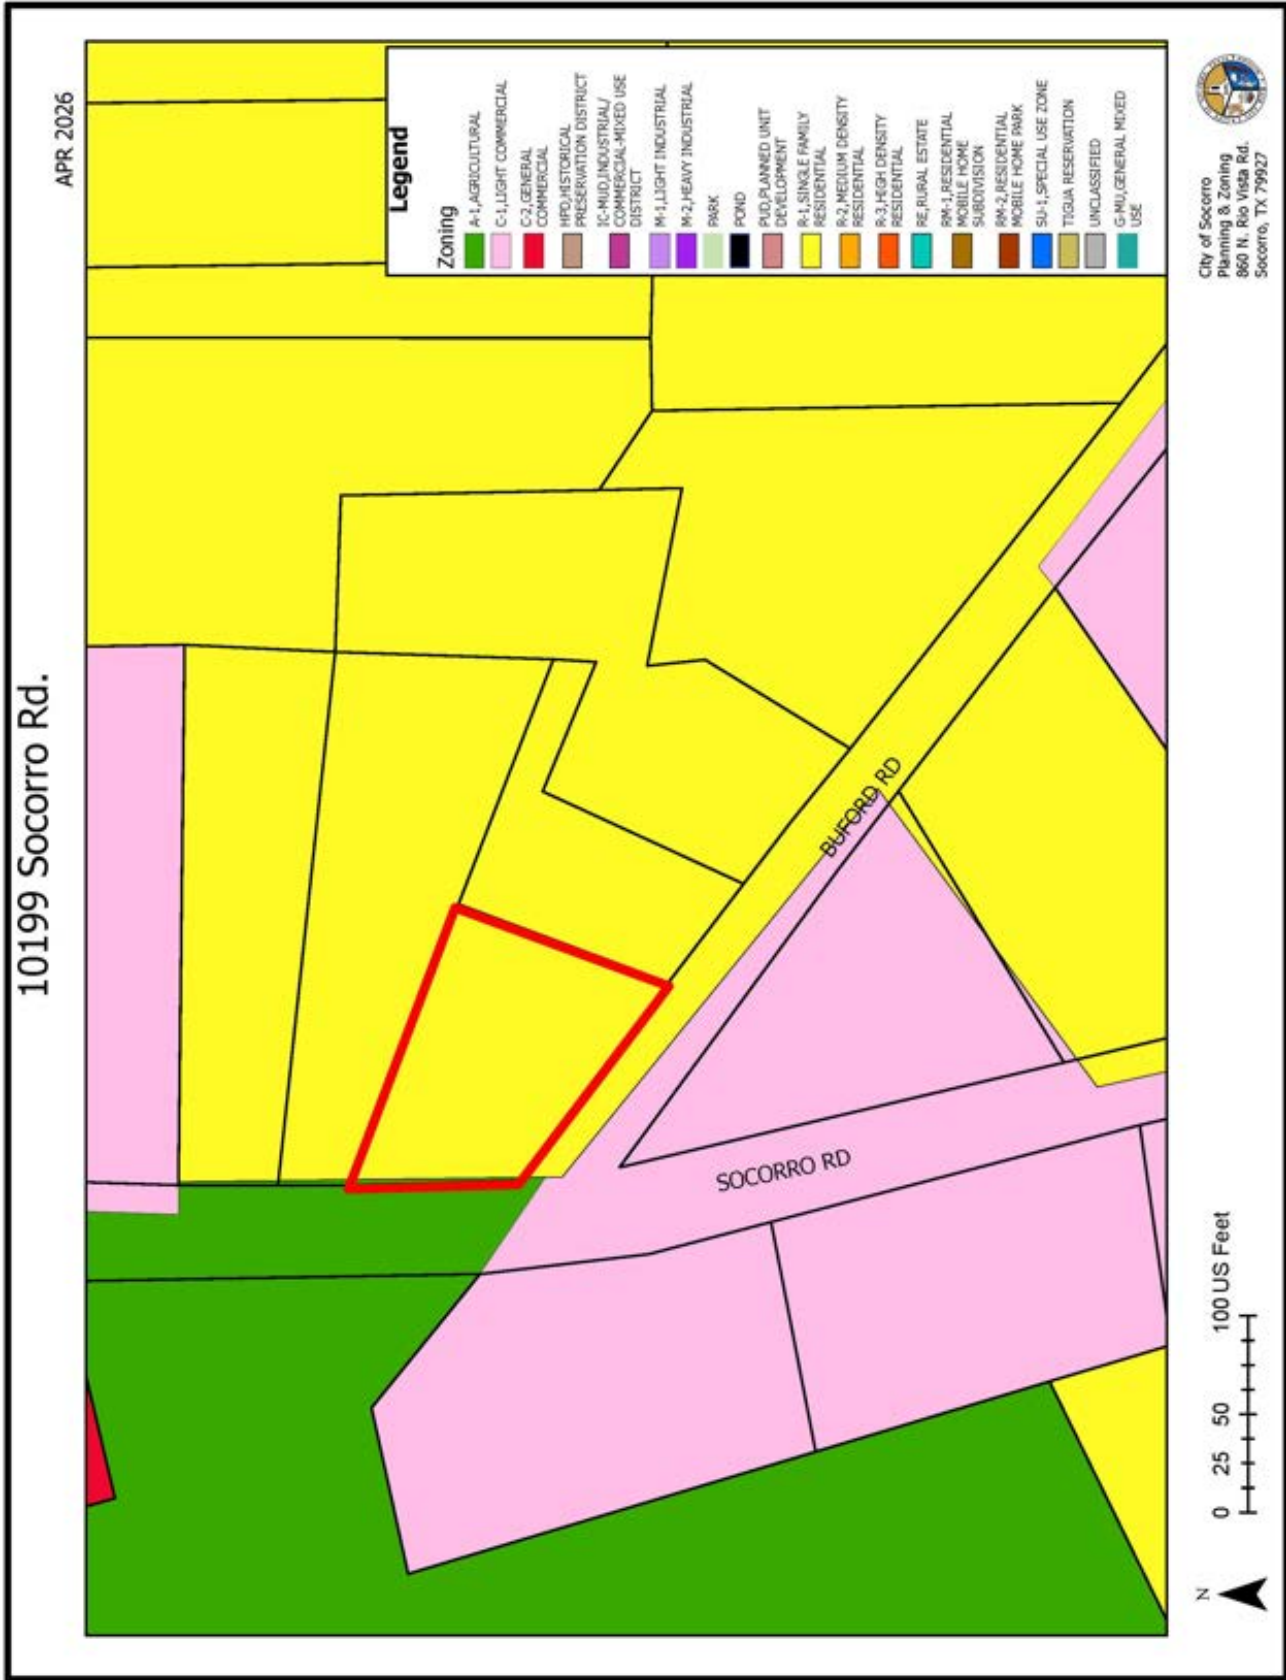 10199 Socorro Rd.
APR 2026
Legend
Zoning
A-1,AGRICULTURAL
C-1,LIGHT COMMERCIAL
C-2,GENERAL
COMMERCIAL
HPD,HISTORICAL
PRESERVATION DISTRICT
IC-MUD,INDUSTRIAL/
COMMERCIAL-MIXED USE
DISTRICT
M-1,LIGHT INDUSTRIAL
M-2,HEAVY INDUSTRIAL
PARK
POND
PUD,PLANNED UNIT
DEVELOPMENT
R-1,SINGLE FAMILY
RESIDENTIAL
R-2,MEDIUM DENSITY
RESIDENTIAL
R-3,HIGH DENSITY
RESIDENTIAL
RE,RURAL ESTATE
RM-1,RESIDENTIAL
MOBILE HOME
SUBDIVISION
RM-2,RESIDENTIAL
MOBILE HOME PARK
SU-1,SPECIAL USE ZONE
TIGUA RESERVATION
UNCLASSIFIED
G-MU,GENERAL MIXED
USE
BUFORD RD
SOCORRO RD
N
0 25 50 100 US Feet
City of Socorro
Planning & Zoning
860 N. Rio Vista Rd.
Socorro, TX 79927